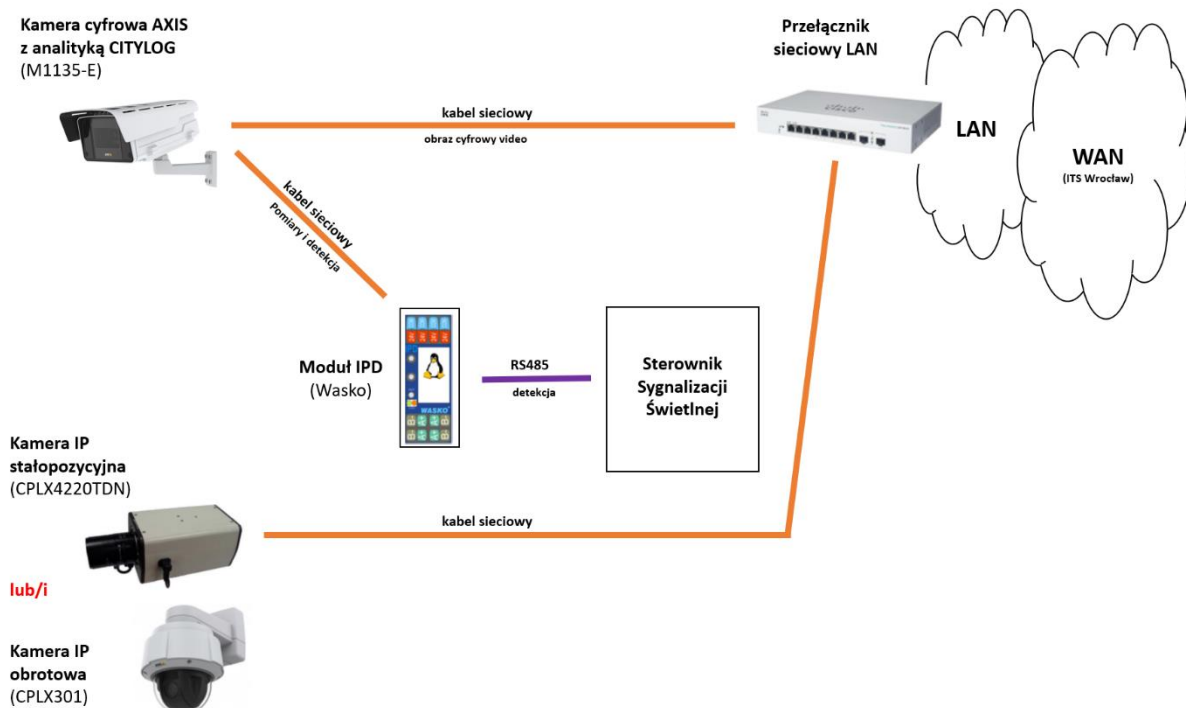 Kamera cyfrowa AXIS
z analityką CITYLOG
(M1135-E)
Przełącznik
sieciowy LAN
kabel sieciowy
obraz cyfrowy video
LAN
WAN
(ITS Wrocław)
kabel sieciowy
Pomiary i detekcja
Moduł IPD
(Wasko)
WASKO
RS485
detekcja
Sterownik
Sygnalizacji
Świetlnej
Kamera IP
stałopozycyjna
(CPLX4220TDN)
kabel sieciowy
lub/i
Kamera IP
obrotowa
(CPLX301)